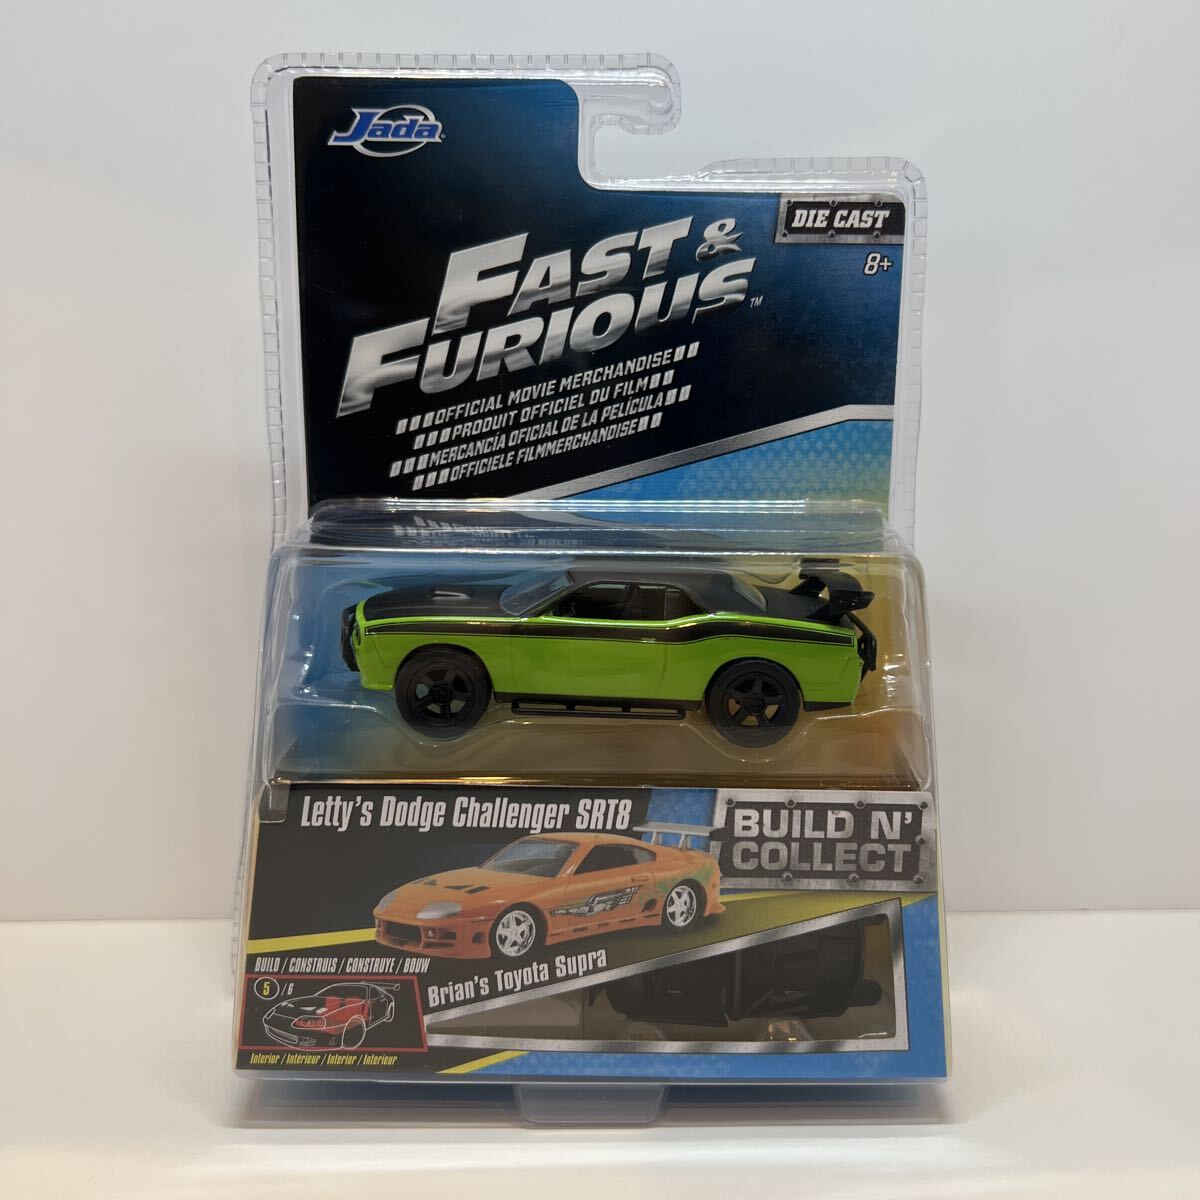 Jada
DIE CAST
8+
FAST &
FURIOUS™
OFFICIAL MOVIE MERCHANDISE
PRODUIT OFFICIEL DU FILM
MERCANCÍA OFICIAL DE LA PELÍCULA
OFFICIELE FILMMERCHANDISE
Letty's Dodge Challenger SRT8
BUILD N'
COLLECT
Brian's Toyota Supra
BUILD / CONSTRUIS / CONSTRUYE / BOUW
5 /6
Interior / Intérieur / Interior / Interieur